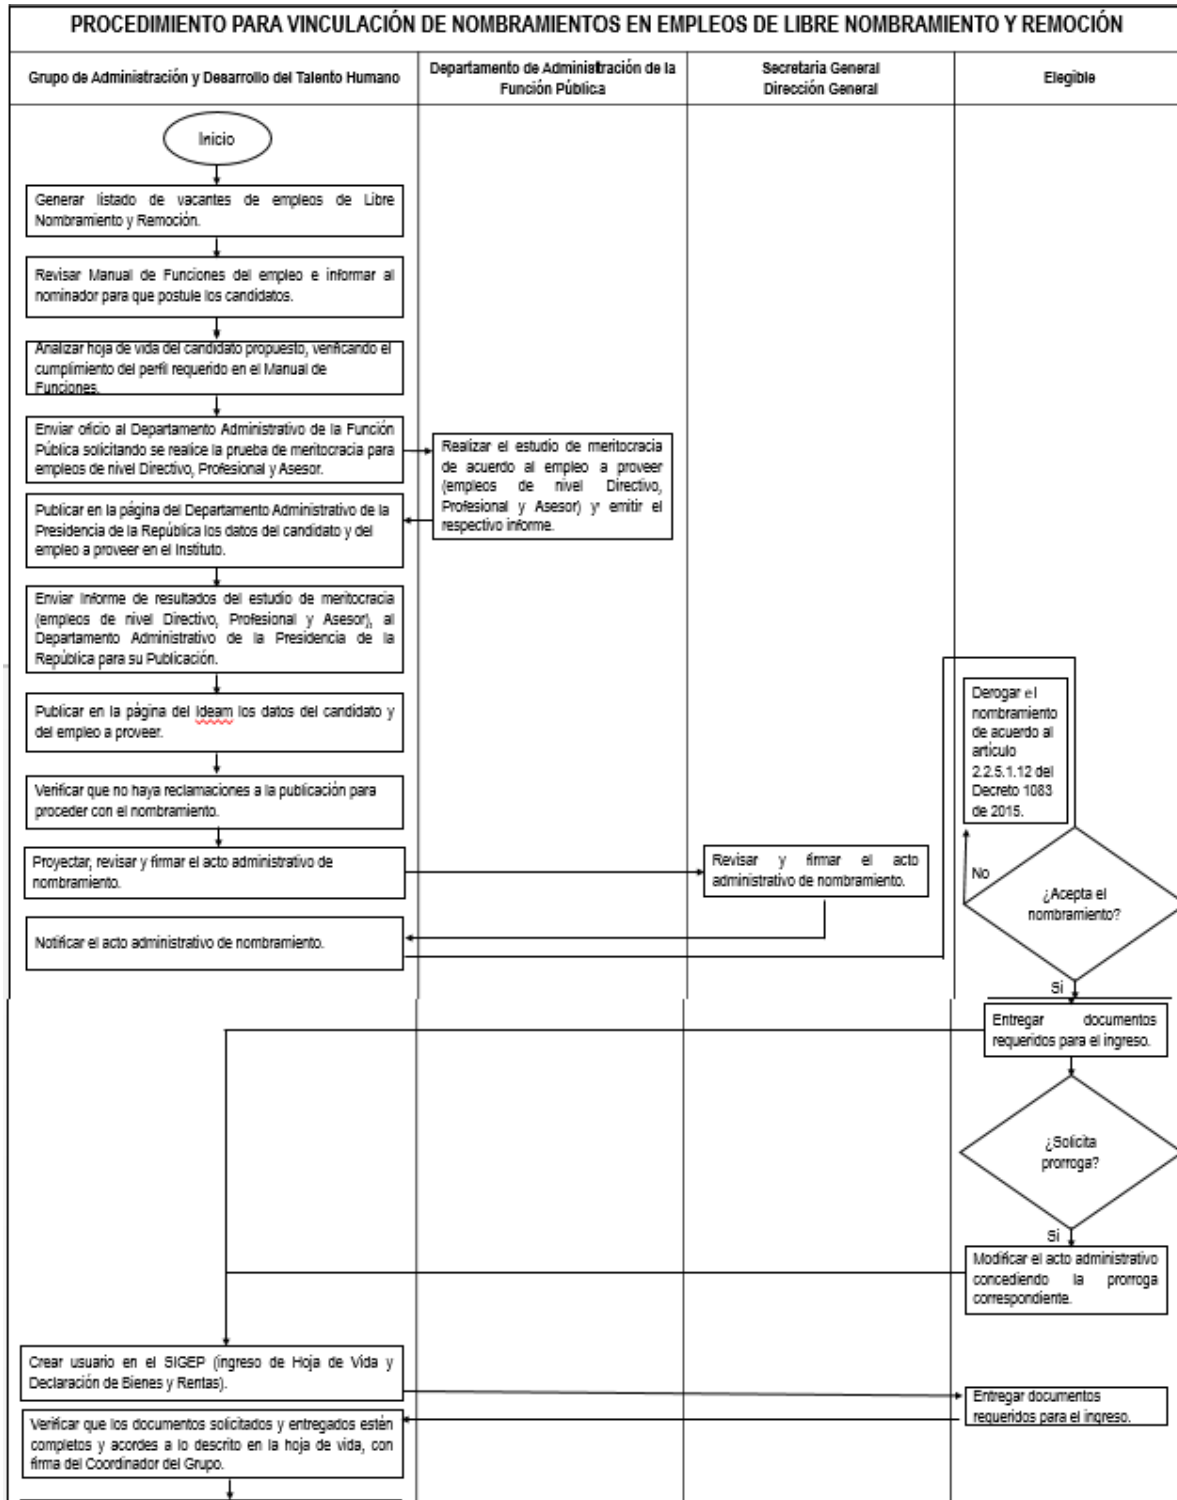 PROCEDIMIENTO PARA VINCULACIÓN DE NOMBRAMIENTOS EN EMPLEOS DE LIBRE NOMBRAMIENTO Y REMOCIÓN
Grupo de Administración y Desarrollo del Talento Humano
Departamento de Administración de la
Función Pública
Secretaria General
Dirección General
Elegible
Inicio
Generar listado de vacantes de empleos de Libre
Nombramiento y Remoción.
Revisar Manual de Funciones del empleo e informar al
nominador para que postule los candidatos.
Analizar hoja de vida del candidato propuesto, verificando el
cumplimiento del perfil requerido en el Manual de
Funciones.
Enviar oficio al Departamento Administrativo de la Función
Pública solicitando se realice la prueba de meritocracia para
empleos de nivel Directivo, Profesional y Asesor.
Realizar el estudio de meritocracia
de acuerdo al empleo a proveer
(empleos de nivel Directivo,
Profesional y Asesor) y emitir el
respectivo informe.
Publicar en la página del Departamento Administrativo de la
Presidencia de la República los datos del candidato y del
empleo a proveer en el Instituto.
Enviar Informe de resultados del estudio de meritocracia
(empleos de nivel Directivo, Profesional y Asesor), al
Departamento Administrativo de la Presidencia de la
República para su Publicación.
Publicar en la página del Ideam los datos del candidato y
del empleo a proveer.
Verificar que no haya reclamaciones a la publicación para
proceder con el nombramiento.
Proyectar, revisar y firmar el acto administrativo de
nombramiento.
Revisar y firmar el acto
administrativo de nombramiento.
Notificar el acto administrativo de nombramiento.
Derogar el
nombramiento
de acuerdo al
artículo
2.2.5.1.12 del
Decreto 1083
de 2015.
No
¿Acepta el
nombramiento?
Si
Entregar documentos
requeridos para el ingreso.
¿Solicita
prorroga?
Si
Modificar el acto administrativo
concediendo la prorroga
correspondiente.
Crear usuario en el SIGEP (ingreso de Hoja de Vida y
Declaración de Bienes y Rentas).
Entregar documentos
requeridos para el ingreso.
Verificar que los documentos solicitados y entregados estén
completos y acordes a lo descrito en la hoja de vida, con
firma del Coordinador del Grupo.